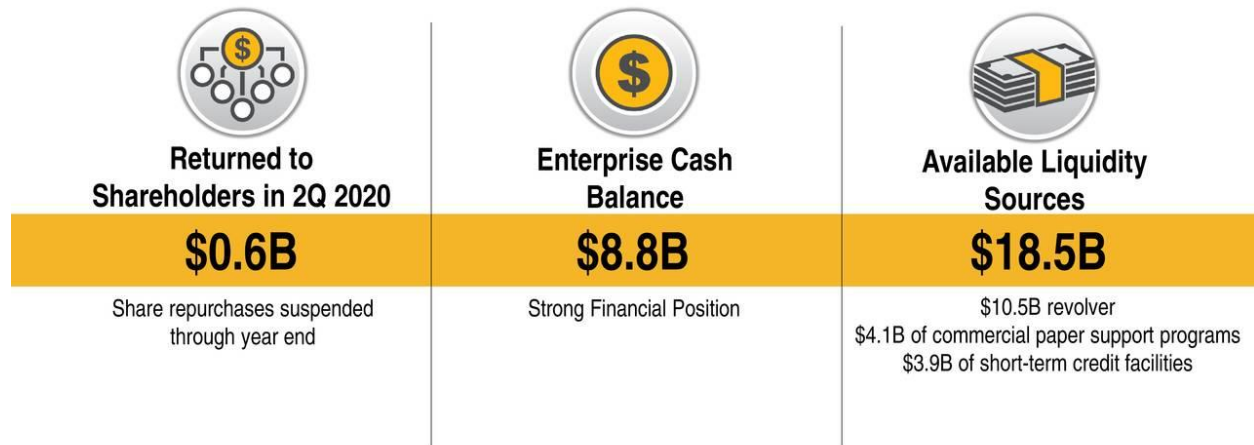 $
Returned to
Shareholders in 2Q 2020
$0.6B
Share repurchases suspended
through year end
$
Enterprise Cash
Balance
$8.8B
Strong Financial Position
Available Liquidity
Sources
$18.5B
$10.5B revolver
$4.1B of commercial paper support programs
$3.9B of short-term credit facilities